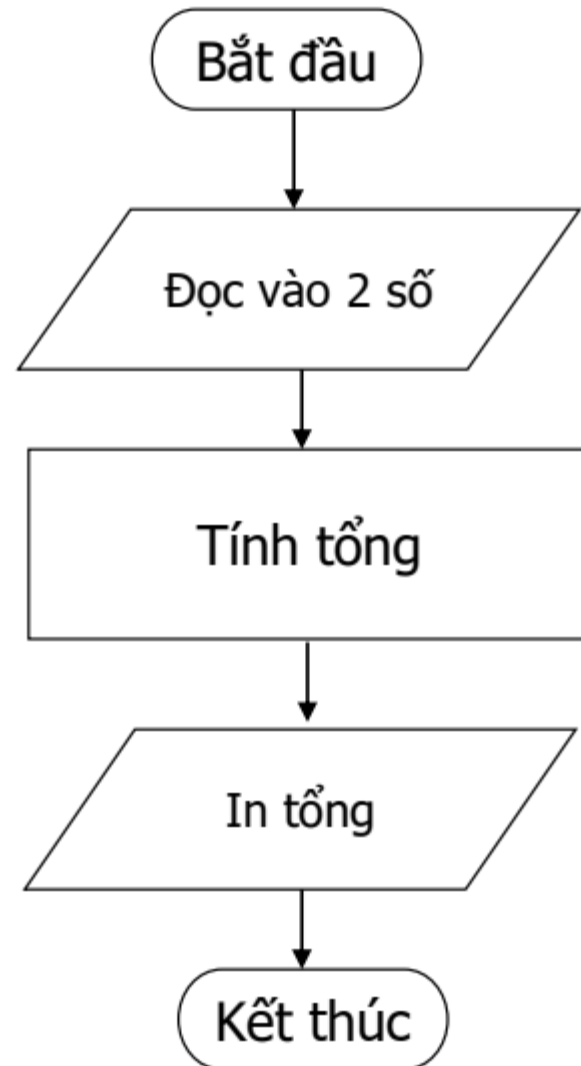 Bắt đầu
Đọc vào 2 số
Tính tổng
In tổng
Kết thúc